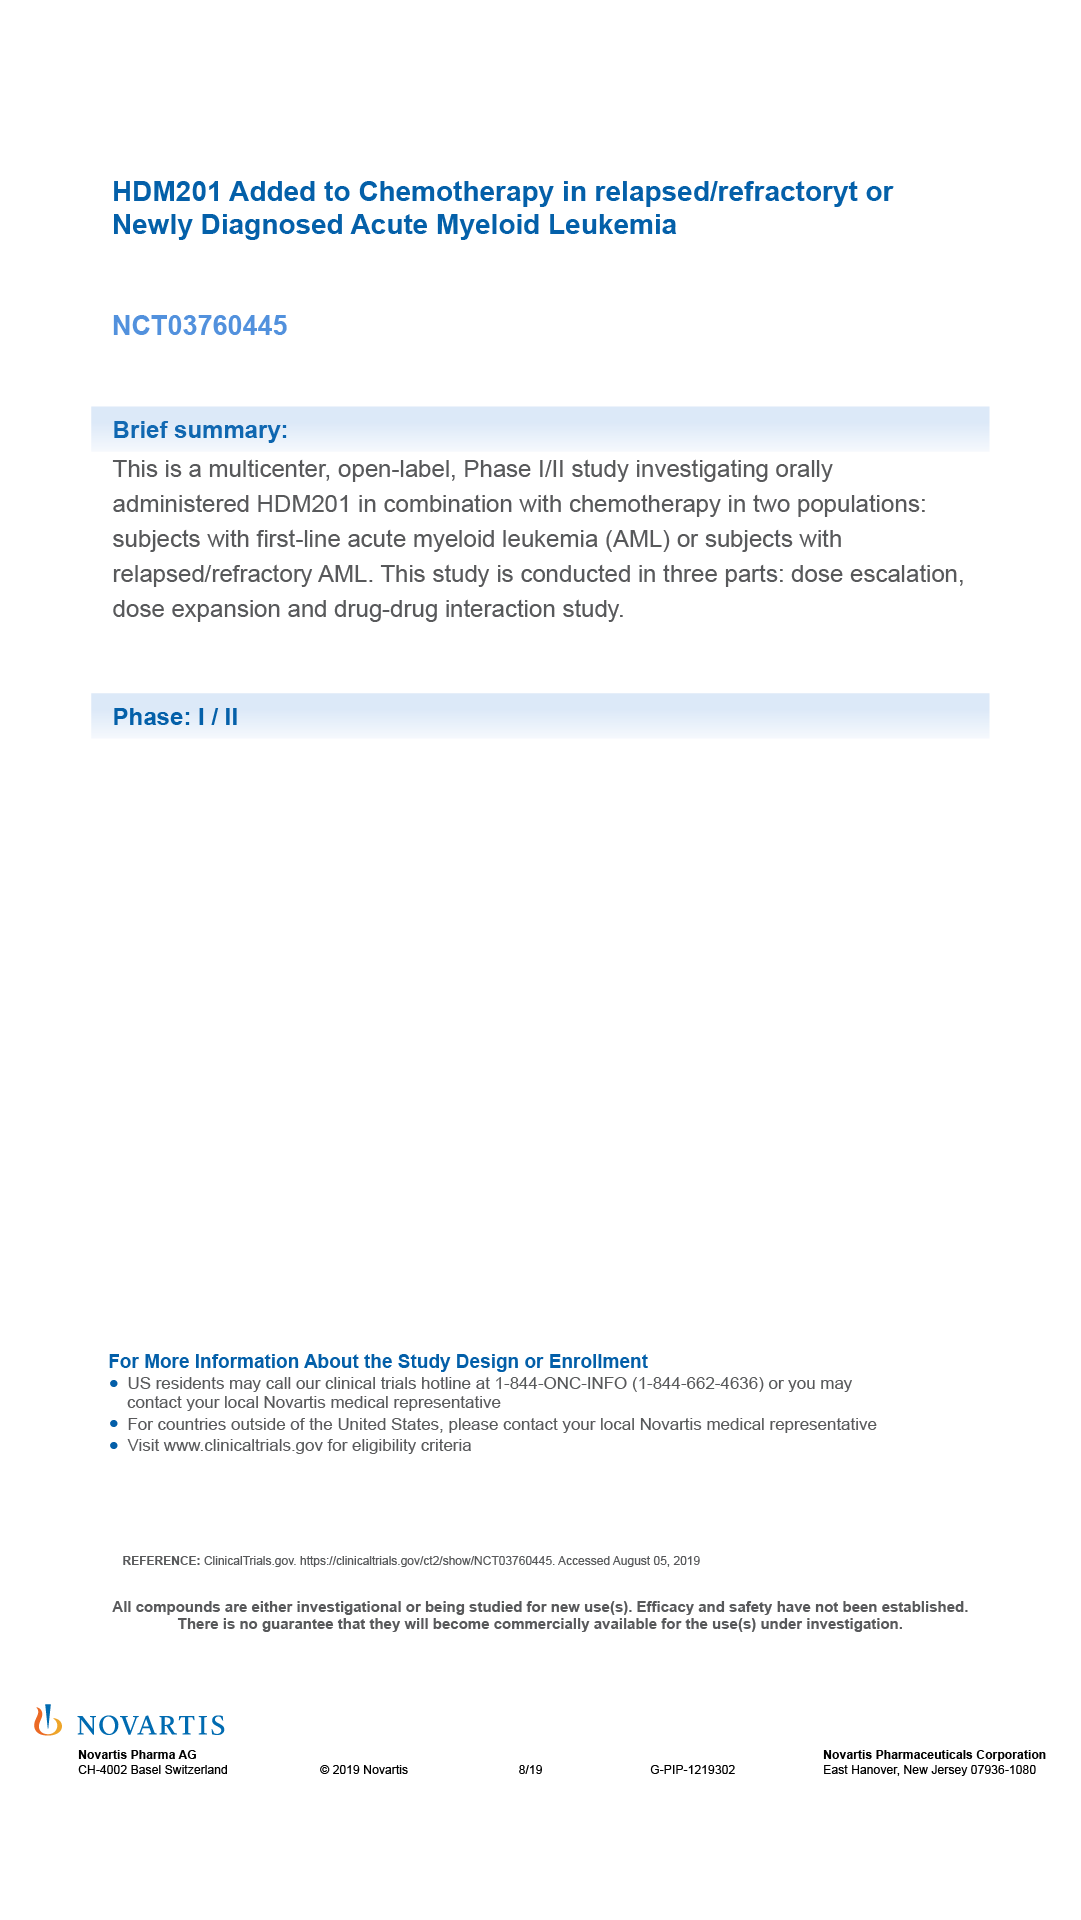 HDM201 Added to Chemotherapy in relapsed/refractoryt or
Newly Diagnosed Acute Myeloid Leukemia
NCT03760445
Brief summary:
This is a multicenter, open-label, Phase I/II study investigating orally
administered HDM201 in combination with chemotherapy in two populations:
subjects with first-line acute myeloid leukemia (AML) or subjects with
relapsed/refractory AML. This study is conducted in three parts: dose escalation,
dose expansion and drug-drug interaction study.
Phase: I / II
For More Information About the Study Design or Enrollment
● US residents may call our clinical trials hotline at 1-844-ONC-INFO (1-844-662-4636) or you may
contact your local Novartis medical representative
● For countries outside of the United States, please contact your local Novartis medical representative
● Visit www.clinicaltrials.gov for eligibility criteria
REFERENCE: ClinicalTrials.gov. https://clinicaltrials.gov/ct2/show/NCT03760445. Accessed August 05, 2019
All compounds are either investigational or being studied for new use(s). Efficacy and safety have not been established.
There is no guarantee that they will become commercially available for the use(s) under investigation.
NOVARTIS
Novartis Pharma AG
CH-4002 Basel Switzerland
© 2019 Novartis
8/19
G-PIP-1219302
Novartis Pharmaceuticals Corporation
East Hanover, New Jersey 07936-1080